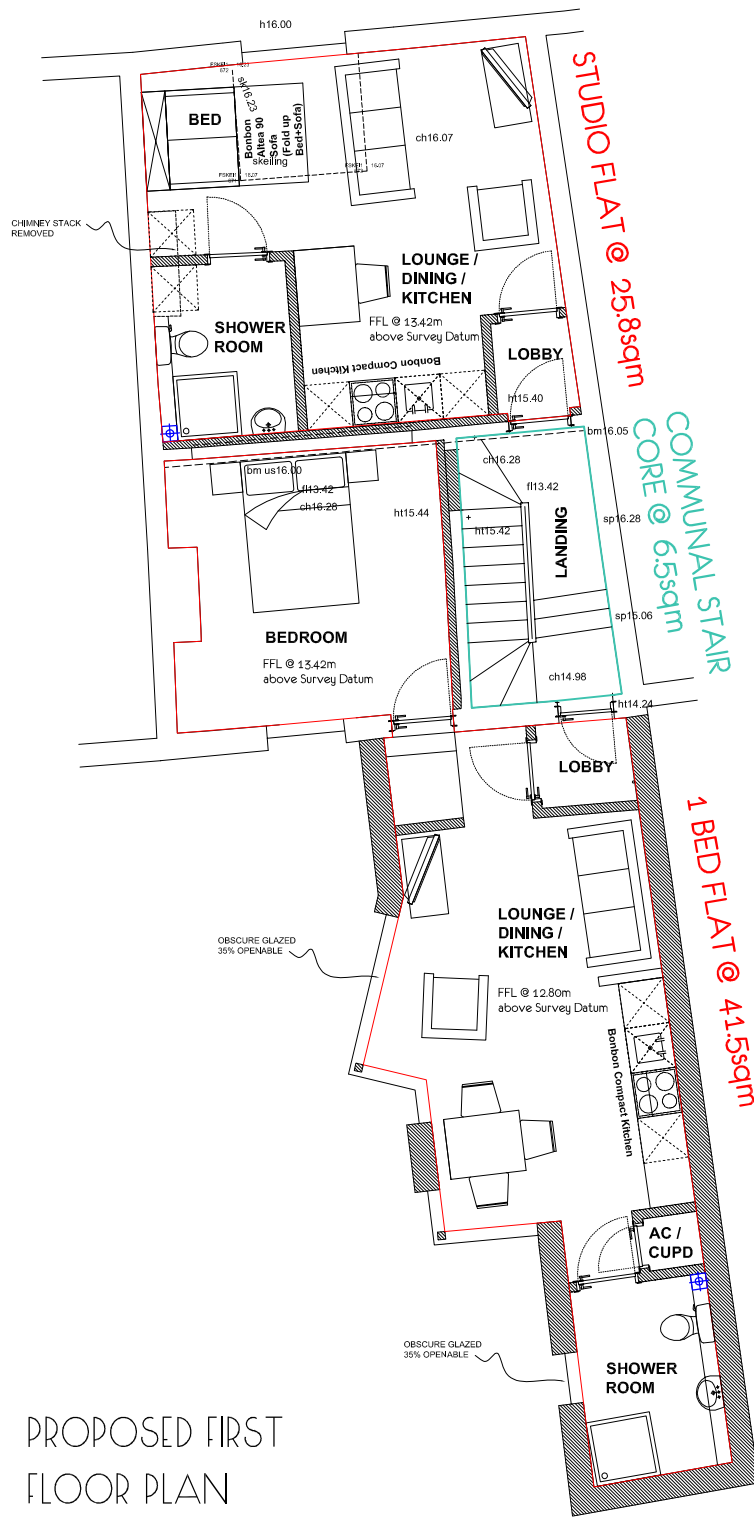 h16.00
sk16.23
BED
Bonbon
Altea 90
Sofa
(Fold up
Bed+Sofa)
skeiling
ch16.07
STUDIO FLAT @ 25.8sqm
CHIMNEY STACK
REMOVED
LOUNGE /
DINING /
KITCHEN
FFL @ 13.42m
above Survey Datum
SHOWER
ROOM
Bonbon Compact Kitchen
LOBBY
ht15.40
bm16.05
COMMUNAL STAIR
CORE @ 6.5sqm
bm us16.00
fl13.42
ch16.28
ht15.44
ch16.28
fl13.42
ht15.42
LANDING
sp16.28
sp15.06
BEDROOM
FFL @ 13.42m
above Survey Datum
ch14.98
ht14.24
LOBBY
1 BED FLAT @ 41.5sqm
LOUNGE /
DINING /
KITCHEN
FFL @ 12.80m
above Survey Datum
OBSCURE GLAZED
35% OPENABLE
Bonbon Compact Kitchen
AC /
CUPD
OBSCURE GLAZED
35% OPENABLE
SHOWER
ROOM
PROPOSED FIRST
FLOOR PLAN